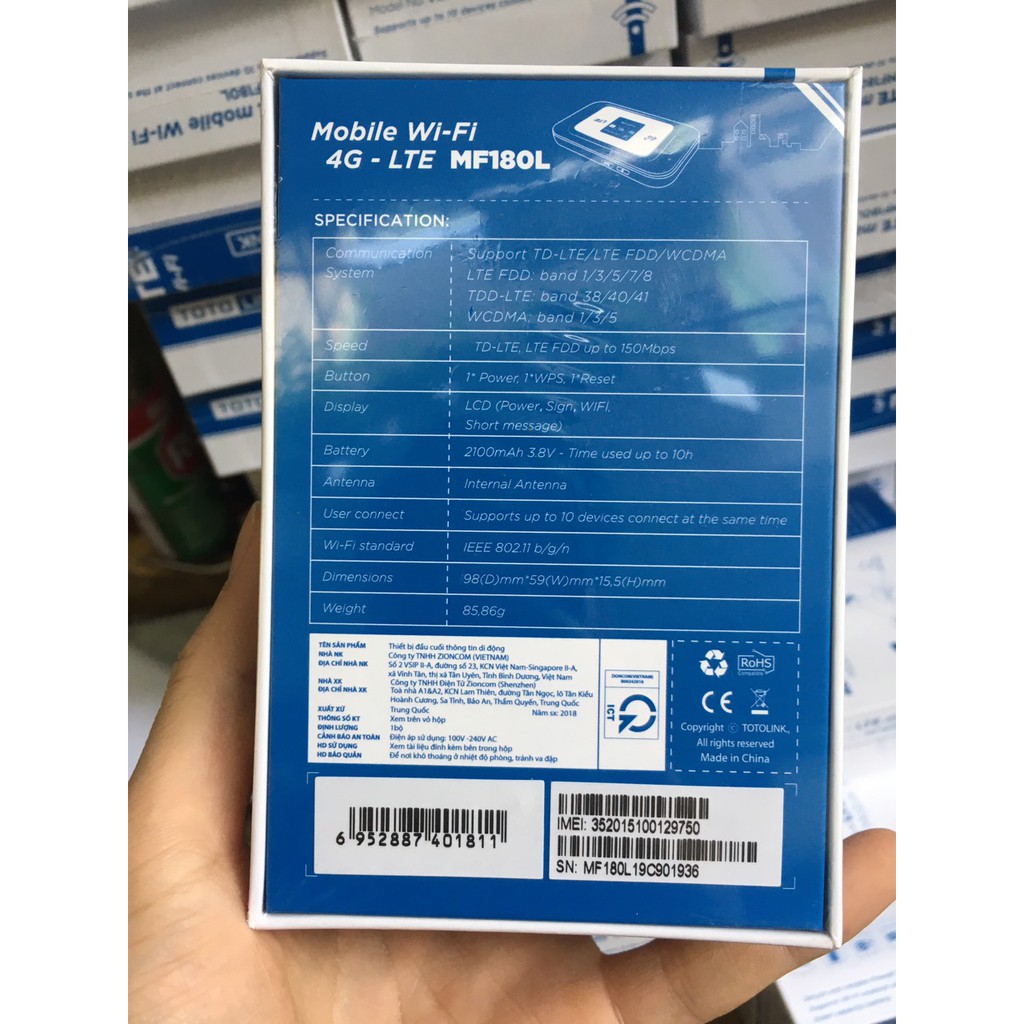 Mobile Wi-Fi
4G - LTE MF180L
SPECIFICATION:
Communication System
Support TD-LTE/LTE FDD/WCDMA
LTE FDD: band 1/3/5/7/8
TDD-LTE: band 38/40/41
WCDMA: band 1/3/5
Speed TD-LTE, LTE FDD up to 150Mbps
Button 1* Power, 1*WPS, 1*Reset
Display LCD (Power, Sign, WIFI,
Short message)
Battery 2100mAh 3.8V - Time used up to 10h
Antenna Internal Antenna
User connect Supports up to 10 devices connect at the same time
Wi-Fi standard IEEE 802.11 b/g/n
Dimensions 98(D)mm*59(W)mm*15,5(H)mm
Weight 85,86g
TÊN SẢN PHẨM Thiết bị đầu cuối thông tin di động
NHÀ NK Công ty TNHH ZIONCOM (VIETNAM)
ĐỊA CHỈ NHÀ NK Số 2 VSIP II-A, đường số 23, KCN Việt Nam-Singapore II-A,
xã Vĩnh Tân, thị xã Tân Uyên, Tỉnh Bình Dương, Việt Nam
NHÀ XK Công ty TNHH Điện Tử Zioncom (Shenzhen)
ĐỊA CHỈ NHÀ XK Toà nhà A1&A2, KCN Lam Thiên, đường Tân Ngọc, lô Tân Kiều
Hoành Cương, Sa Tỉnh, Bảo An, Thẩm Quyến, Trung Quốc
XUẤT XỨ Trung Quốc Năm sx: 2018
THÔNG SỐ KT Xem trên vỏ hộp
ĐỊNH LƯỢNG 1bộ
CẢNH BÁO AN TOÀN Điện áp sử dụng: 100V -240V AC
HD SỬ DỤNG Xem tài liệu đính kèm bên trong hộp
HD BẢO QUẢN Để nơi khô thoáng ở nhiệt độ phòng, tránh va đập
ZIONCOM(VIETNAM)
ICT
RoHS
Compatible
CE
Copyright © TOTOLINK.,
All rights reserved
Made in China
6 952887 401811
IMEI: 352015100129750
SN: MF180L19C901936